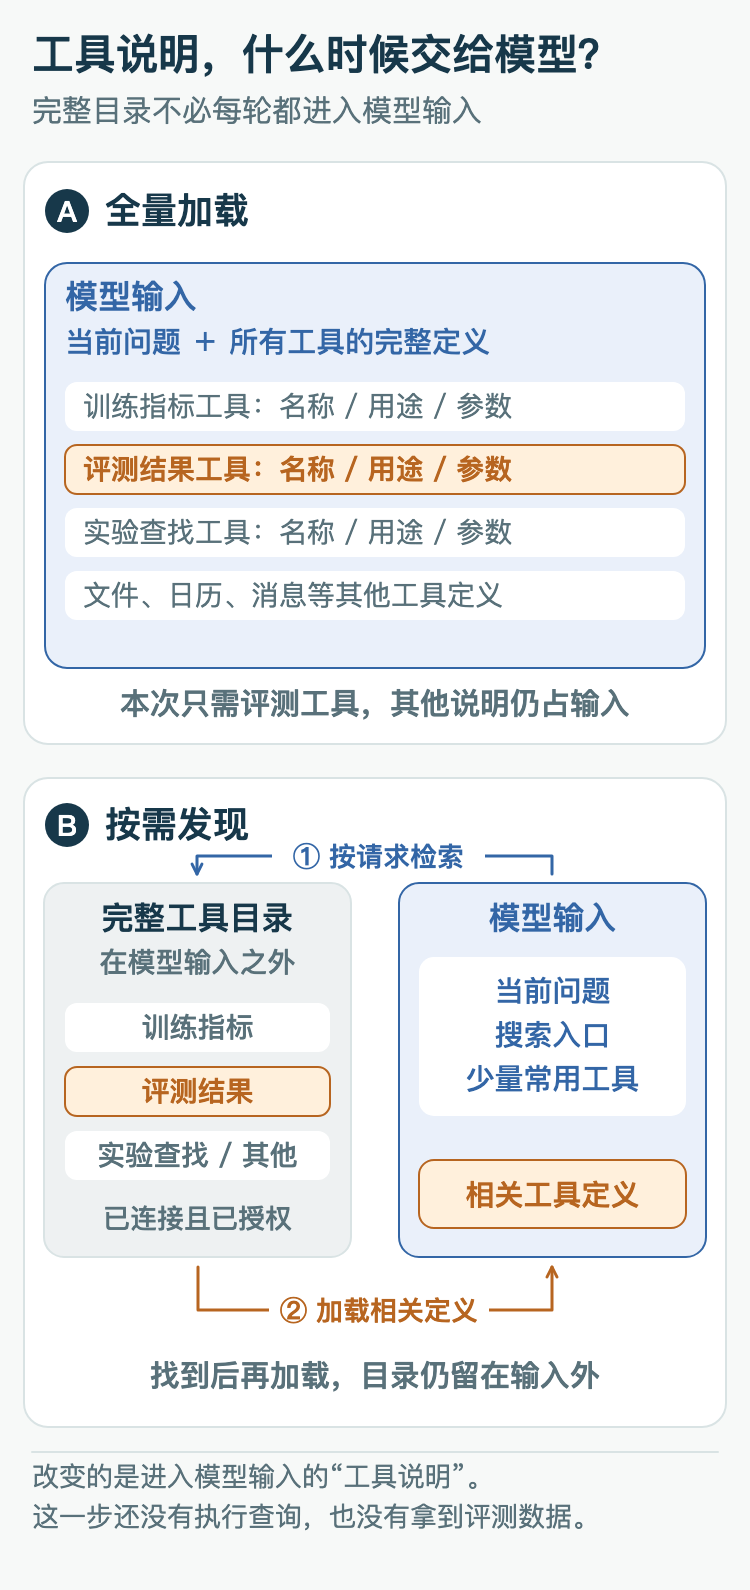 工具说明，什么时候交给模型？
完整目录不必每轮都进入模型输入
A 全量加载
模型输入
当前问题 ＋ 所有工具的完整定义
训练指标工具：名称 / 用途 / 参数
评测结果工具：名称 / 用途 / 参数
实验查找工具：名称 / 用途 / 参数
文件、日历、消息等其他工具定义
本次只需评测工具，其他说明仍占输入
B 按需发现
① 按请求检索
完整工具目录
在模型输入之外
训练指标
评测结果
实验查找 / 其他
已连接且已授权
模型输入
当前问题
搜索入口
少量常用工具
相关工具定义
② 加载相关定义
找到后再加载，目录仍留在输入外
改变的是进入模型输入的“工具说明”。
这一步还没有执行查询，也没有拿到评测数据。